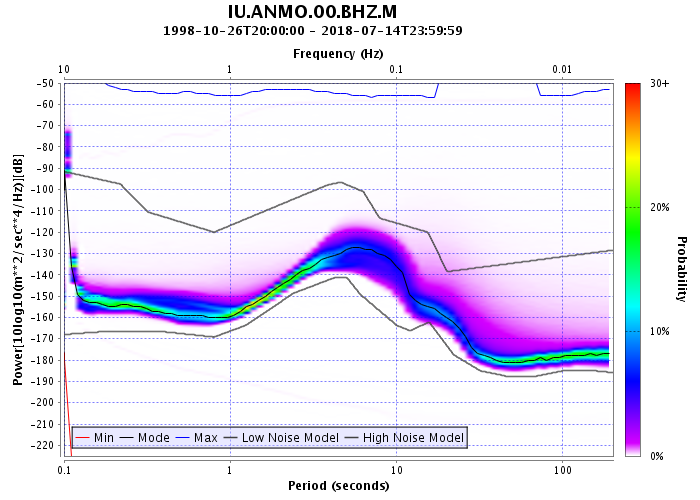 IU.ANMO.00.BHZ.M
1998-10-26T20:00:00 - 2018-07-14T23:59:59
Frequency (Hz)
10 1 0.1 0.01
-50
-60
-70
-80
-90
-100
-110
-120
-130
-140
-150
-160
-170
-180
-190
-200
-210
-220
Power[10log10(m**2/sec**4/Hz)][dB]
Min Mode Max Low Noise Model High Noise Model
0.1 1 10 100
Period (seconds)
30+
20%
10%
0%
Probability